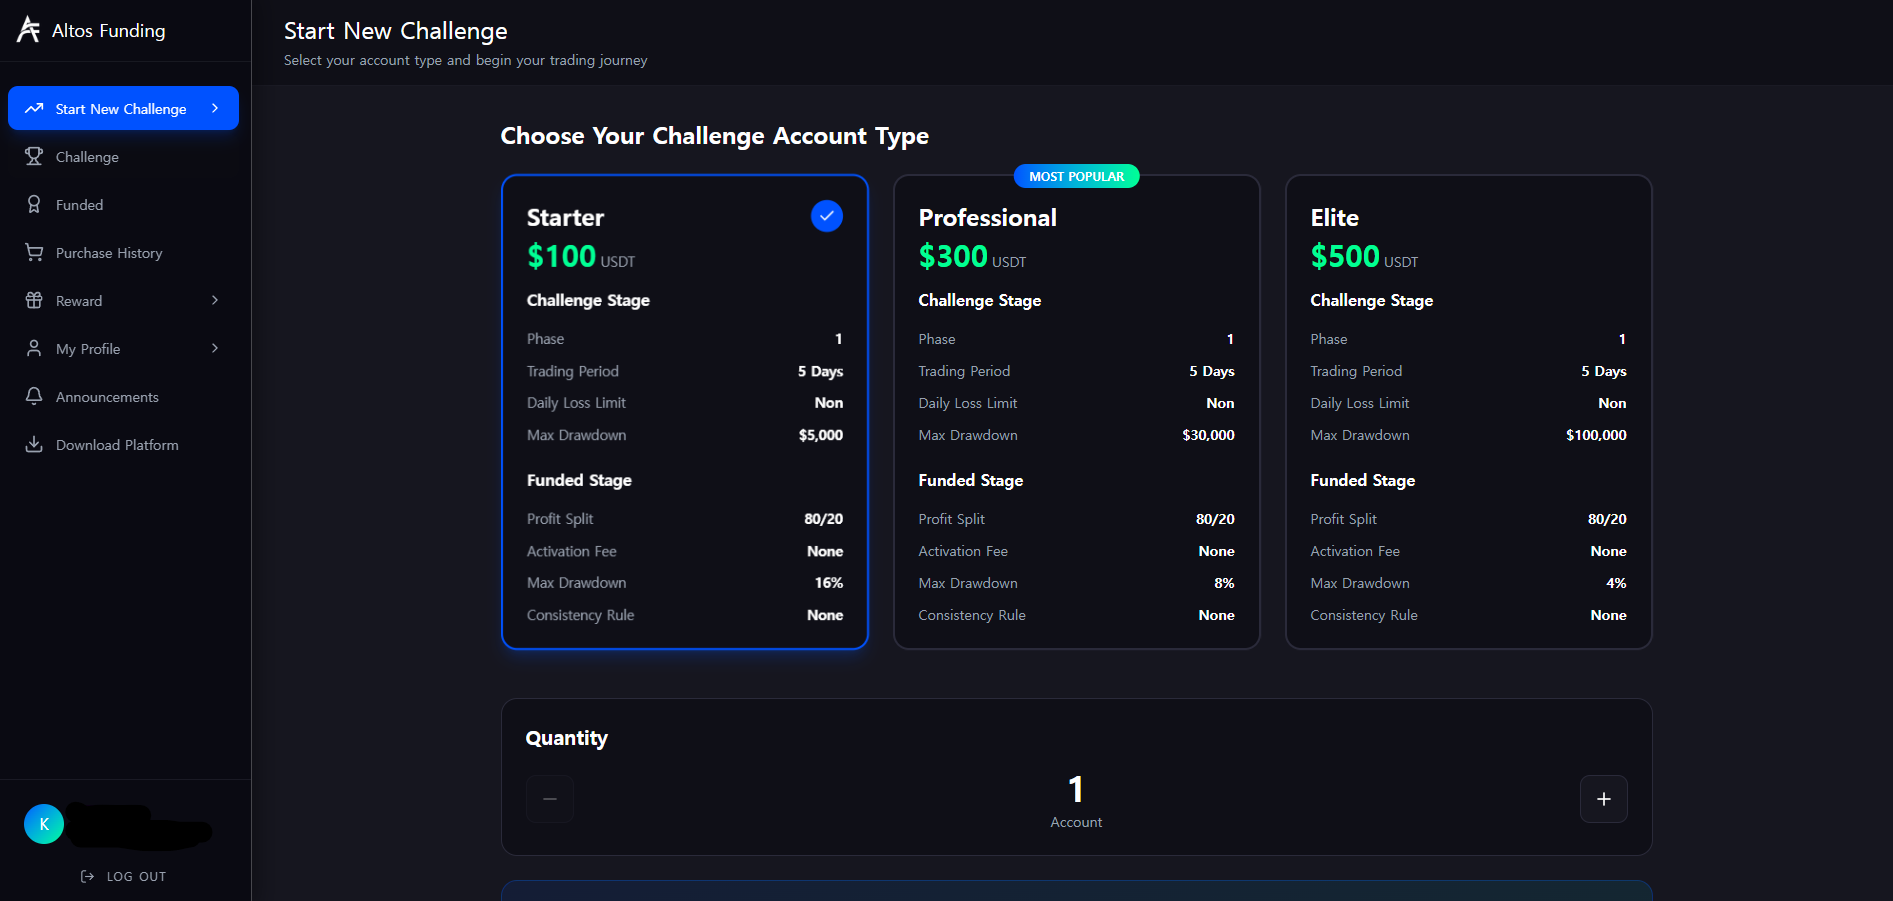 Altos Funding
Start New Challenge
Challenge
Funded
Purchase History
Reward
My Profile
Announcements
Download Platform
K
LOG OUT
Start New Challenge
Select your account type and begin your trading journey
Choose Your Challenge Account Type
Starter
$100 USDT
Challenge Stage
Phase 1
Trading Period 5 Days
Daily Loss Limit Non
Max Drawdown $5,000
Funded Stage
Profit Split 80/20
Activation Fee None
Max Drawdown 16%
Consistency Rule None
MOST POPULAR
Professional
$300 USDT
Challenge Stage
Phase 1
Trading Period 5 Days
Daily Loss Limit Non
Max Drawdown $30,000
Funded Stage
Profit Split 80/20
Activation Fee None
Max Drawdown 8%
Consistency Rule None
Elite
$500 USDT
Challenge Stage
Phase 1
Trading Period 5 Days
Daily Loss Limit Non
Max Drawdown $100,000
Funded Stage
Profit Split 80/20
Activation Fee None
Max Drawdown 4%
Consistency Rule None
Quantity
1
Account